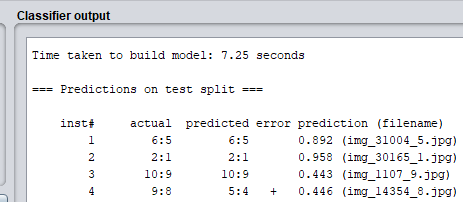 Classifier output
Time taken to build model: 7.25 seconds
=== Predictions on test split ===
inst# actual predicted error prediction (filename)
1 6:5 6:5 0.892 (img_31004_5.jpg)
2 2:1 2:1 0.958 (img_30165_1.jpg)
3 10:9 10:9 0.443 (img_1107_9.jpg)
4 9:8 5:4 + 0.446 (img_14354_8.jpg)